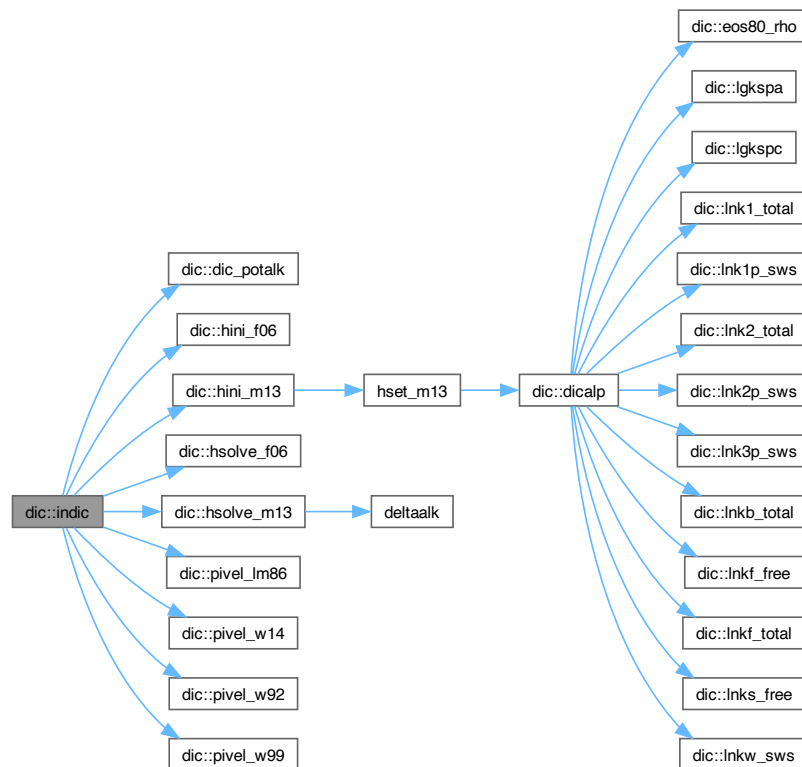 dic::eos80_rho
dic::lgkspa
dic::lgkspc
dic::lnk1_total
dic::dic_potalk
dic::lnk1p_sws
dic::hini_f06
dic::lnk2_total
dic::hini_m13
hset_m13
dic::dicalp
dic::lnk2p_sws
dic::hsolve_f06
dic::lnk3p_sws
dic::indic
dic::hsolve_m13
deltaalk
dic::lnkb_total
dic::pivel_lm86
dic::lnkf_free
dic::pivel_w14
dic::lnkf_total
dic::pivel_w92
dic::lnks_free
dic::pivel_w99
dic::lnkw_sws